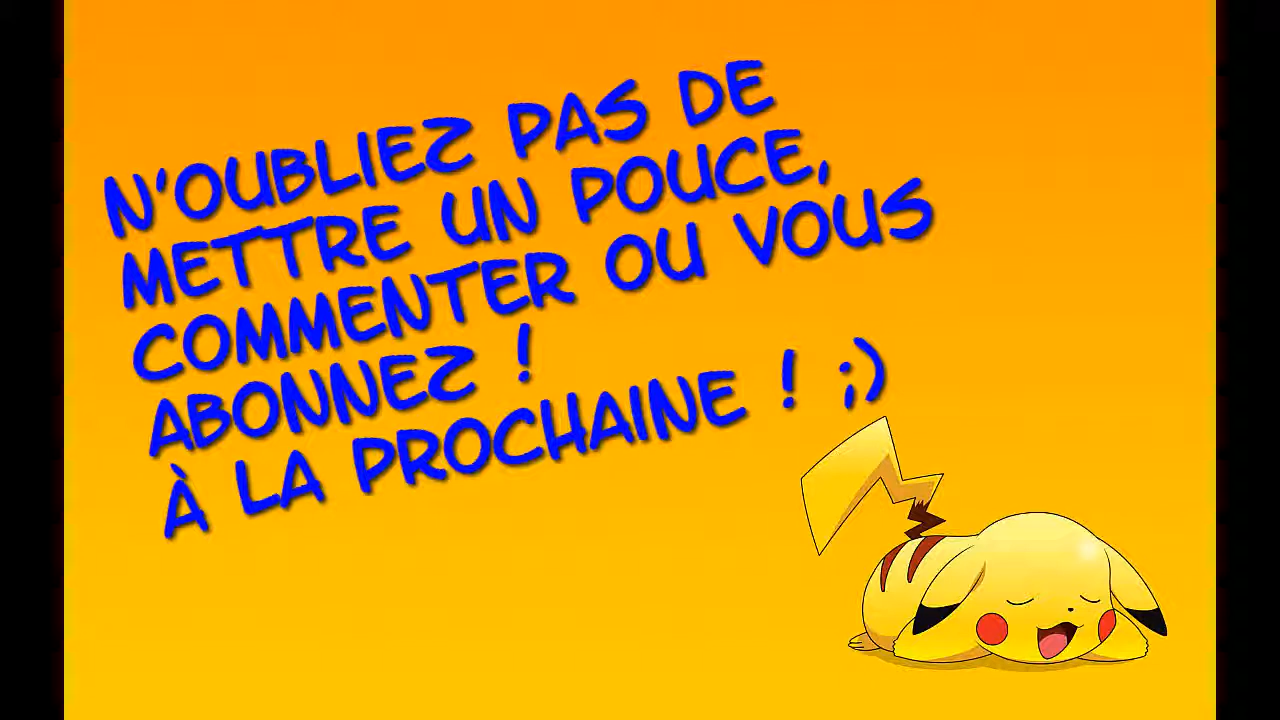 N'OUBLIEZ PAS DE
METTRE UN POUCE,
COMMENTER OU VOUS
ABONNEZ !
À LA PROCHAINE ! ;)